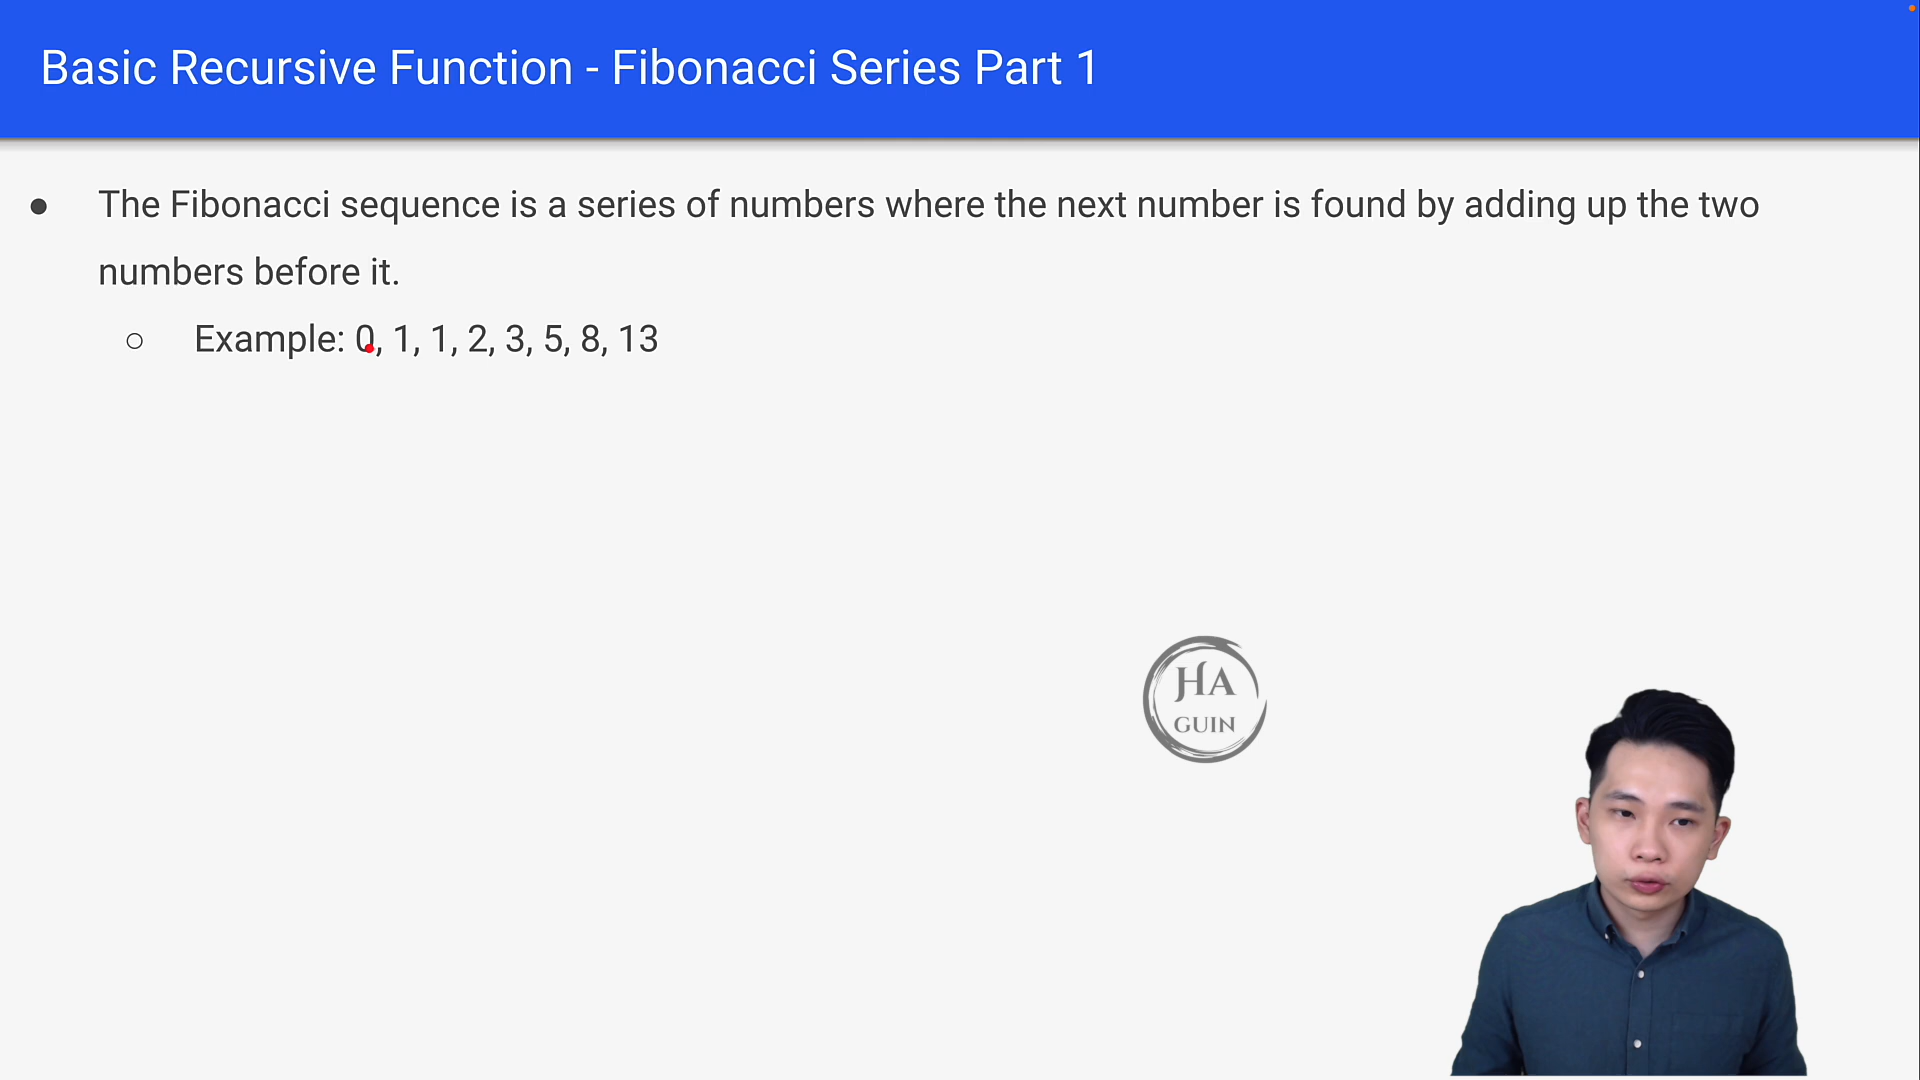 Basic Recursive Function - Fibonacci Series Part 1
● The Fibonacci sequence is a series of numbers where the next number is found by adding up the two
numbers before it.
○ Example: 0, 1, 1, 2, 3, 5, 8, 13
HA
GUIN